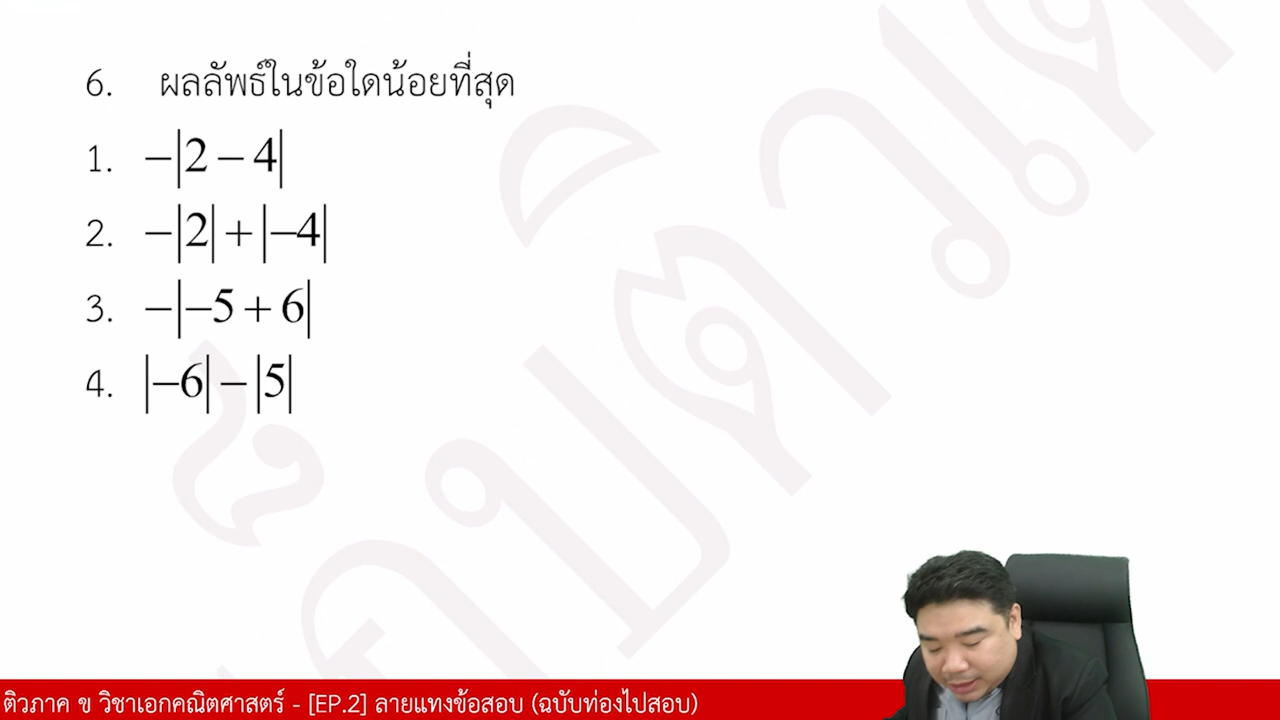 6. ผลลัพธ์ในข้อใดน้อยที่สุด
1. −|2 − 4|
2. −|2| + |−4|
3. −|−5 + 6|
4. |−6| − |5|
ติวภาค ข วิชาเอกคณิตศาสตร์ - [EP.2] ลายแทงข้อสอบ (ฉบับท่องไปสอบ)